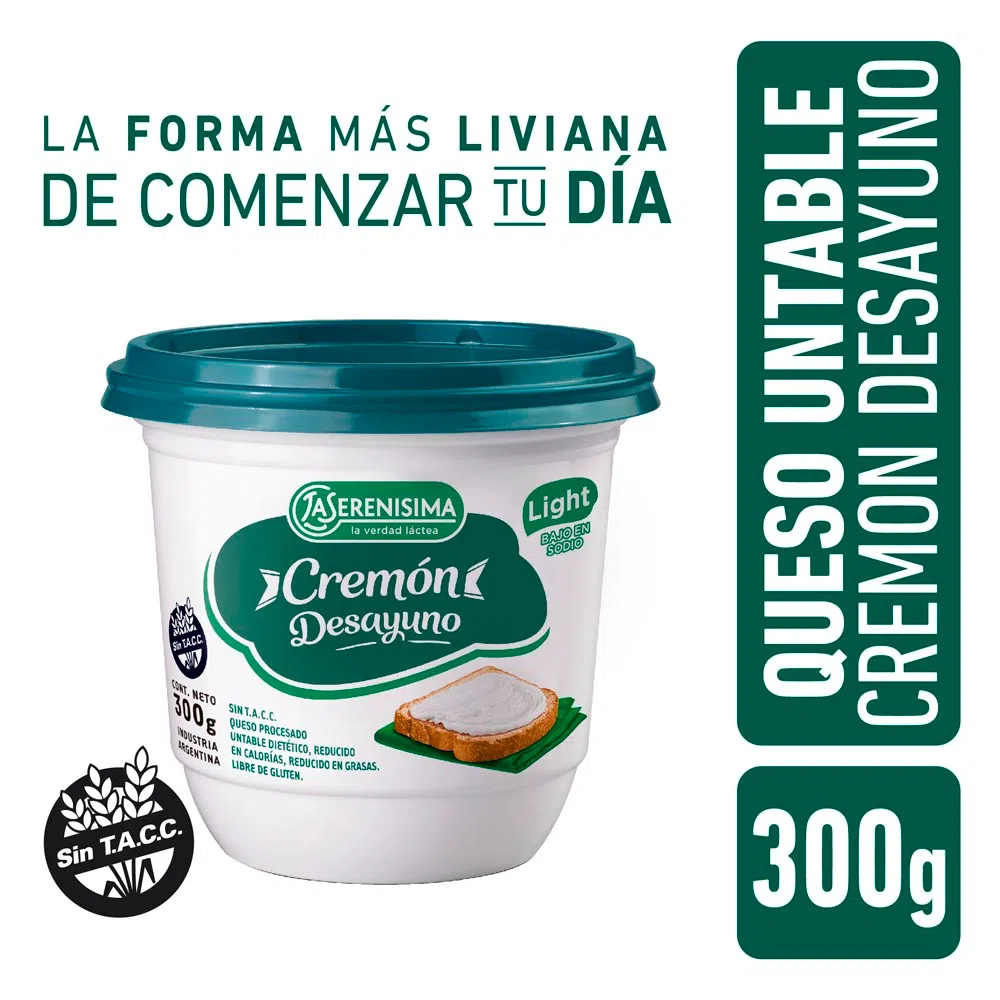 LA FORMA MÁS LIVIANA
DE COMENZAR TU DÍA
LASERENISIMA
la verdad láctea
Light
BAJO EN
SODIO
Cremón
Desayuno
Sin T.A.C.C.
CONT. NETO
300g
INDUSTRIA
ARGENTINA
SIN T.A.C.C.
QUESO PROCESADO
UNTABLE DIETÉTICO, REDUCIDO
EN CALORÍAS, REDUCIDO EN GRASAS.
LIBRE DE GLUTEN.
Sin T.A.C.C.
QUESO UNTABLE
CREMON DESAYUNO
300g